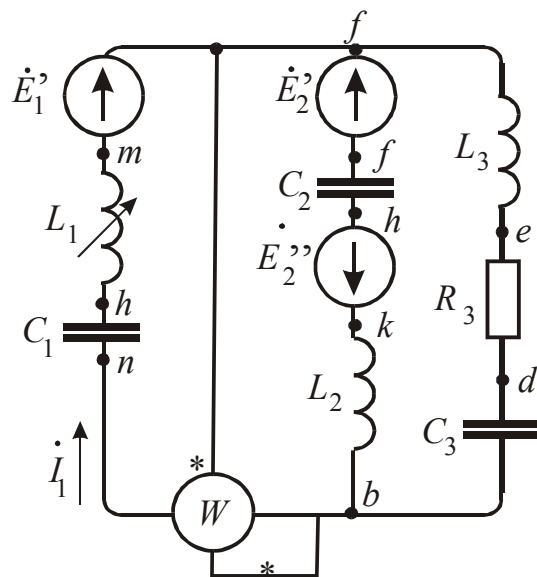 f
Ė₁’
Ė₂’
m
f
L₃
C₂
L₁
h
e
Ė₂’’
h
R₃
C₁
k
n
L₂
d
C₃
İ₁
*
W
b
*